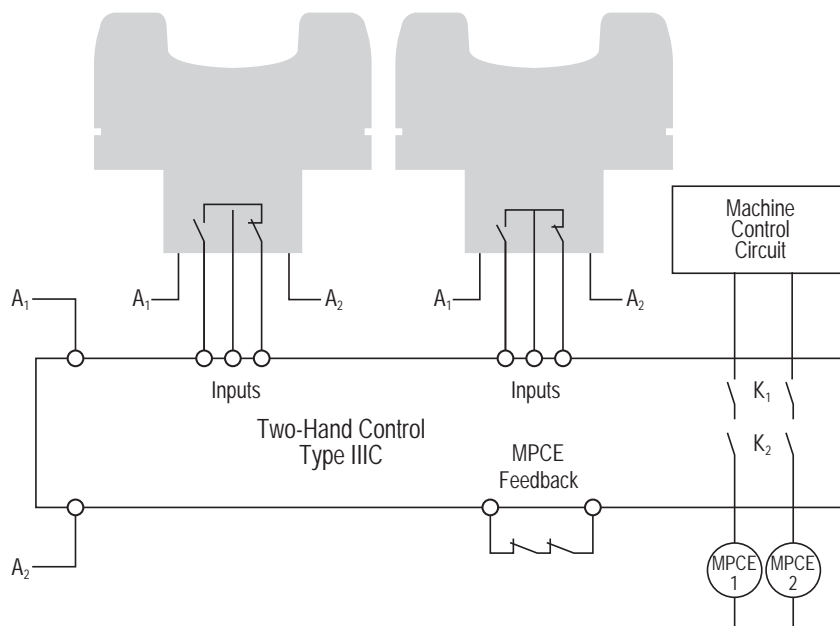 Machine
Control
Circuit
A₁
A₁
A₂
A₁
A₂
Inputs
Inputs
K₁
Two-Hand Control
Type IIIC
MPCE
Feedback
K₂
A₂
MPCE
1
MPCE
2